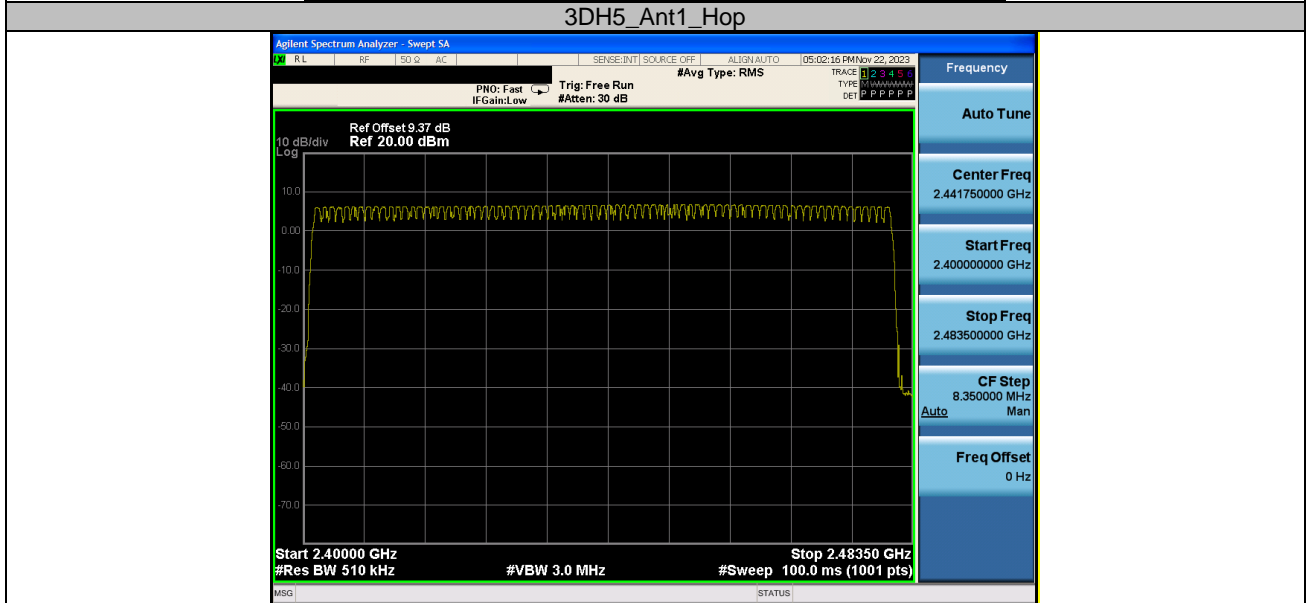 3DH5_Ant1_Hop
Agilent Spectrum Analyzer - Swept SA
RL RF 50 Ω AC SENSE:INT SOURCE OFF ALIGN AUTO 05:02:16 PM Nov 22, 2023
#Avg Type: RMS
TRACE 1 2 3 4 5 6
PNO: Fast Trig: Free Run
TYPE M W W W W W
IFGain:Low #Atten: 30 dB
DET P P P P P P
Frequency
Auto Tune
Ref Offset 9.37 dB
10 dB/div Ref 20.00 dBm
Log
10.0
0.00
-10.0
-20.0
-30.0
-40.0
-50.0
-60.0
-70.0
Center Freq
2.441750000 GHz
Start Freq
2.400000000 GHz
Stop Freq
2.483500000 GHz
CF Step
8.350000 MHz
Auto Man
Freq Offset
0 Hz
Start 2.40000 GHz Stop 2.48350 GHz
#Res BW 510 kHz #VBW 3.0 MHz #Sweep 100.0 ms (1001 pts)
MSG STATUS